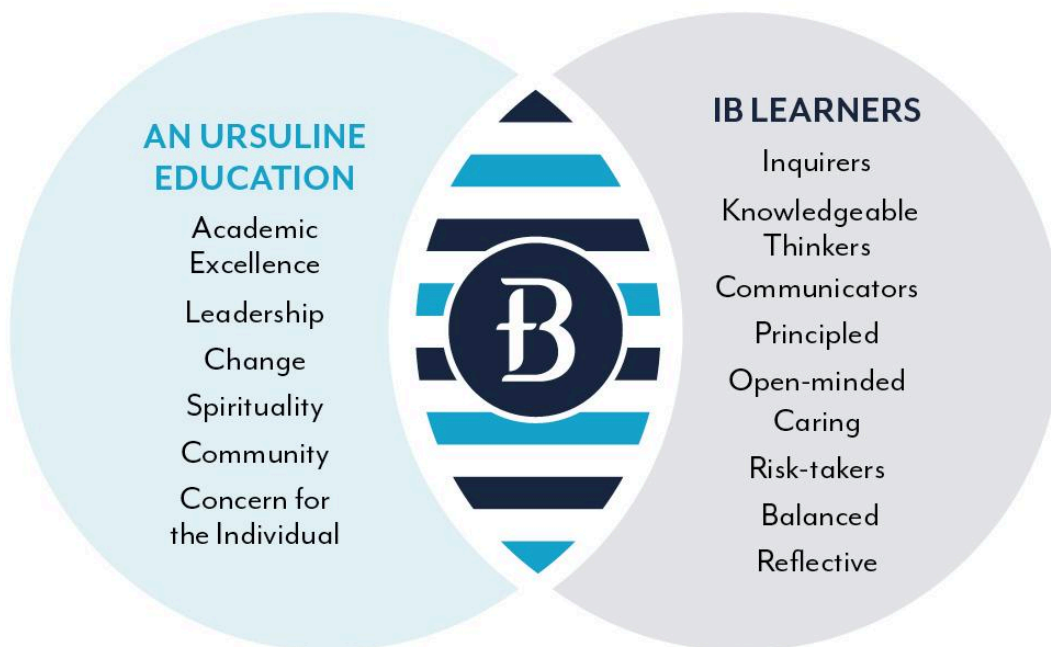 AN URSULINE
EDUCATION
Academic
Excellence
Leadership
Change
Spirituality
Community
Concern for
the Individual
B
IB LEARNERS
Inquirers
Knowledgeable
Thinkers
Communicators
Principled
Open-minded
Caring
Risk-takers
Balanced
Reflective